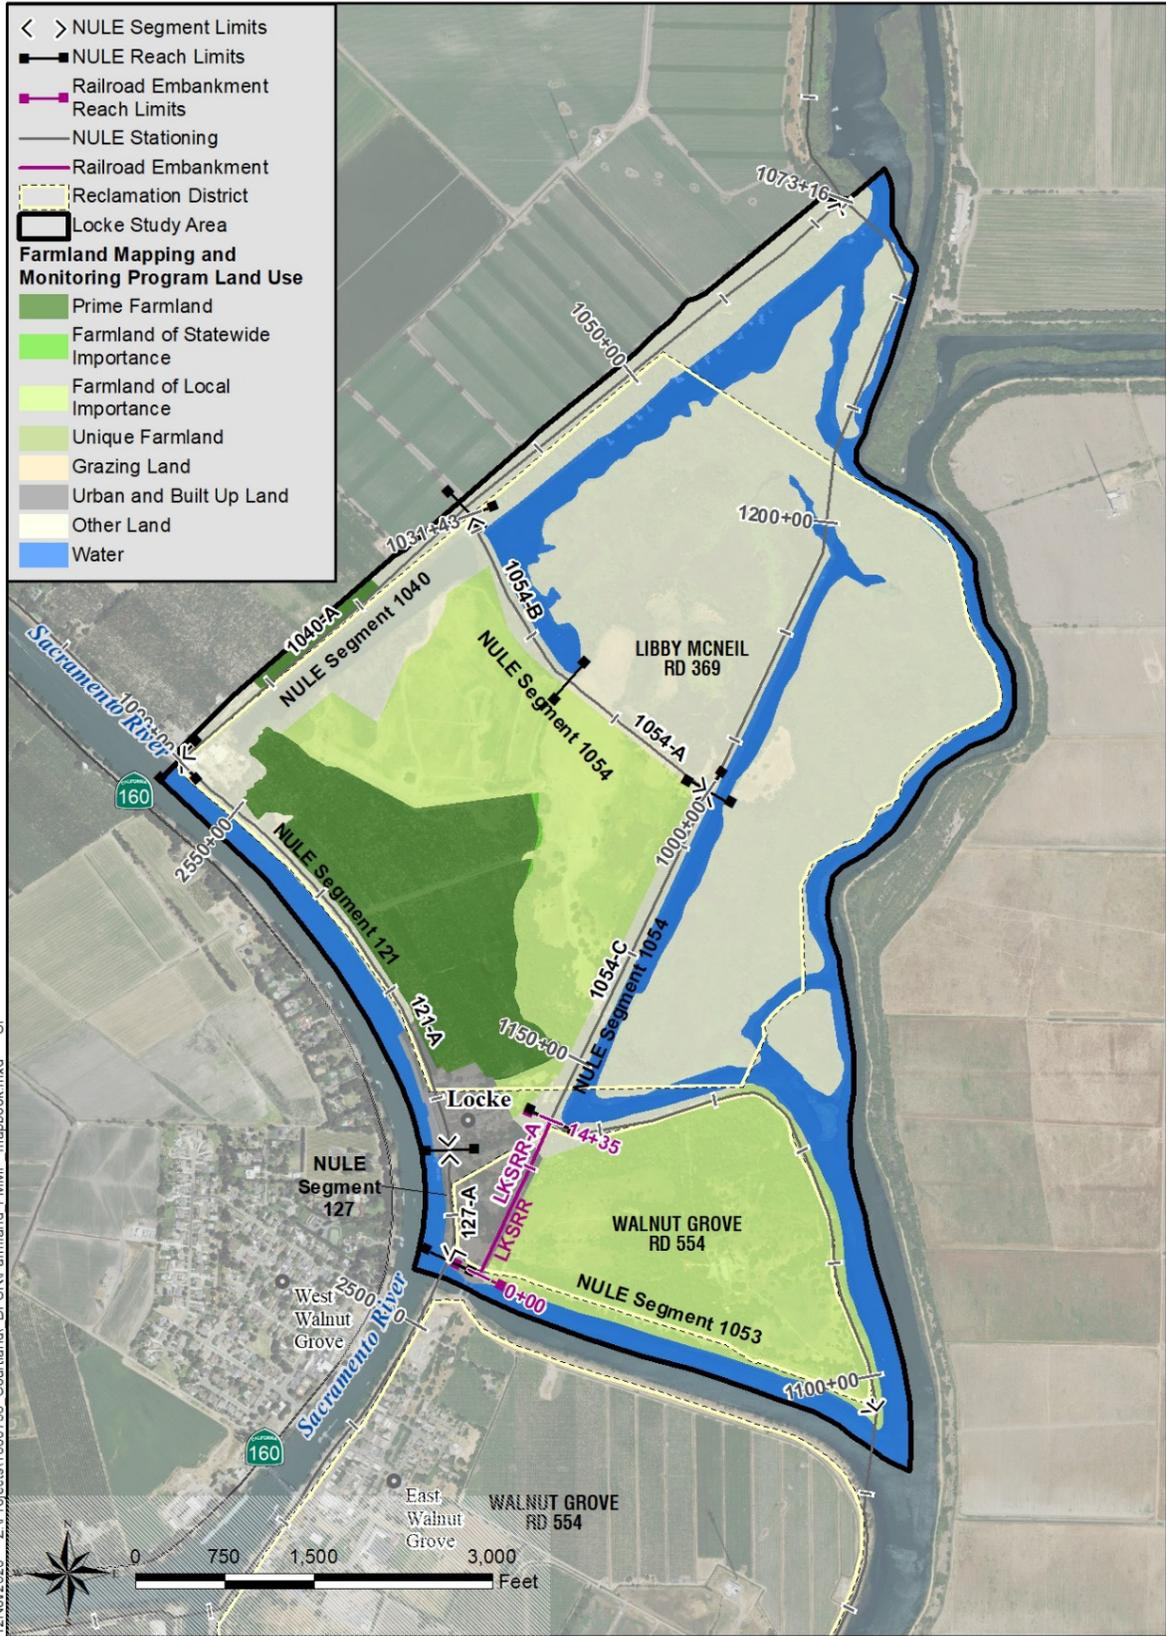 NULE Segment Limits
NULE Reach Limits
Railroad Embankment
Reach Limits
NULE Stationing
Railroad Embankment
Reclamation District
Locke Study Area
Farmland Mapping and
Monitoring Program Land Use
Prime Farmland
Farmland of Statewide
Importance
Farmland of Local
Importance
Unique Farmland
Grazing Land
Urban and Built Up Land
Other Land
Water
1073+16
1050+00
1031+43
1200+00
1054-B
1040-A
NULE Segment 1040
NULE Segment 1054
LIBBY MCNEIL
RD 369
1054-A
Sacramento River
1000+00
CALIFORNIA
160
2550+00
NULE Segment 121
1000+00
121-A
1054-C
NULE Segment 1054
1150+00
Locke
14+35
LKSRR-A
LKSRR
NULE
Segment
127
127-A
WALNUT GROVE
RD 554
0+00
NULE Segment 1053
1100+00
West
Walnut
Grove
Sacramento River
CALIFORNIA
160
East
Walnut
Grove
WALNUT GROVE
RD 554
N
W
E
S
0 750 1,500 3,000
Feet